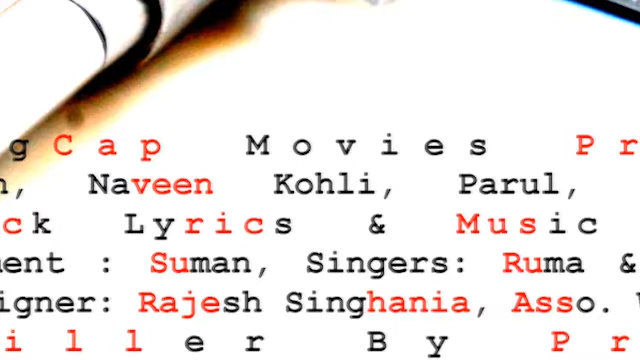 gCap Movies Pr
n, Naveen Kohli, Parul,
ck Lyrics & Music
ment : Suman, Singers: Ruma &
igner: Rajesh Singhania, Asso.
iller By Pr